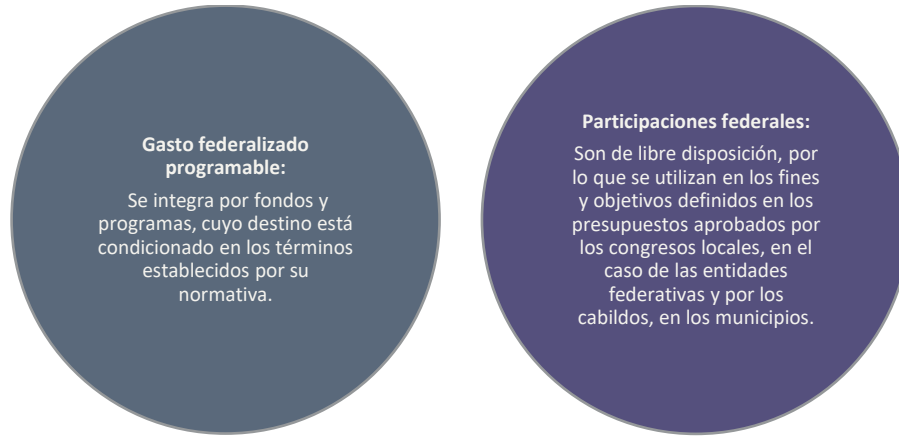 Gasto federalizado
programable:
Se integra por fondos y
programas, cuyo destino está
condicionado en los términos
establecidos por su
normativa.
Participaciones federales:
Son de libre disposición, por
lo que se utilizan en los fines
y objetivos definidos en los
presupuestos aprobados por
los congresos locales, en el
caso de las entidades
federativas y por los
cabildos, en los municipios.